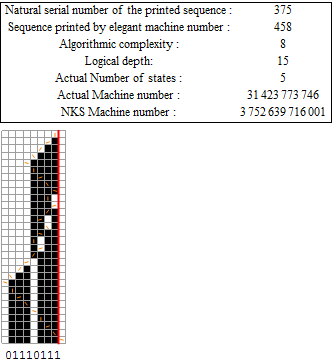 Natural serial number of the printed sequence : 375
Sequence printed by elegant machine number : 458
Algorithmic complexity : 8
Logical depth: 15
Actual Number of states : 5
Actual Machine number : 31 423 773 746
NKS Machine number : 3 752 639 716 001
01110111